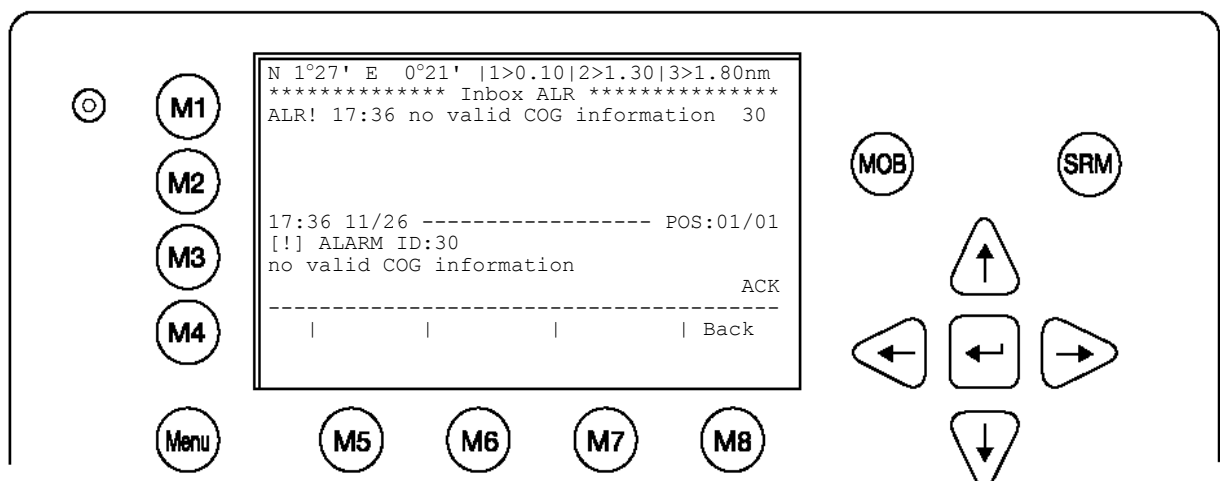 N 1°27' E 0°21' |1>0.10|2>1.30|3>1.80nm
************** Inbox ALR ***************
ALR! 17:36 no valid COG information 30
17:36 11/26 ------------------ POS:01/01
[!] ALARM ID:30
no valid COG information
ACK
----------------------------------------
| | | | Back
M1
M2
M3
M4
Menu
M5
M6
M7
M8
MOB
SRM